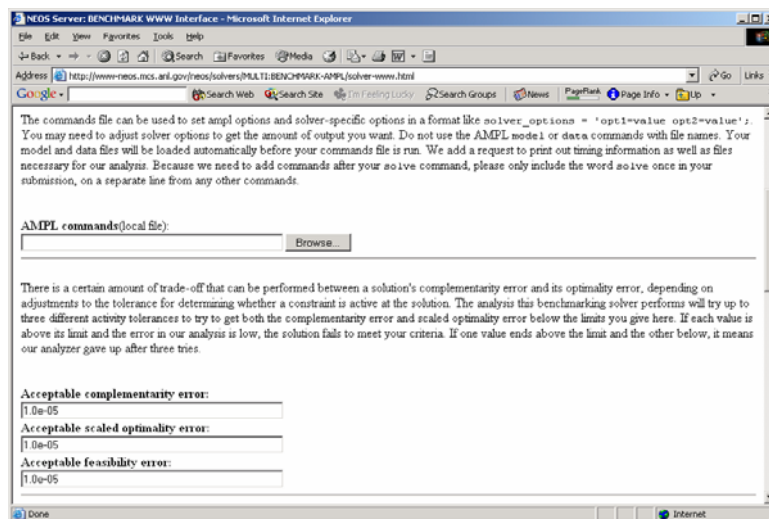 NEOS Server: BENCHMARK WWW Interface - Microsoft Internet Explorer
File Edit View Favorites Tools Help
Back Search Favorites Media
Address http://www-neos.mcs.anl.gov/neos/solvers/MULTI:BENCHMARK-AMPL/solver-www.html Go Links
Google Search Web Search Site I'm Feeling Lucky Search Groups News PageRank Page Info Up
The commands file can be used to set ampl options and solver-specific options in a format like solver_options = 'opt1=value opt2=value';.
You may need to adjust solver options to get the amount of output you want. Do not use the AMPL model or data commands with file names. Your
model and data files will be loaded automatically before your commands file is run. We add a request to print out timing information as well as files
necessary for our analysis. Because we need to add commands after your solve command, please only include the word solve once in your
submission, on a separate line from any other commands.
AMPL commands(local file):
Browse...
There is a certain amount of trade-off that can be performed between a solution's complementarity error and its optimality error, depending on
adjustments to the tolerance for determining whether a constraint is active at the solution. The analysis this benchmarking solver performs will try up to
three different activity tolerances to try to get both the complementarity error and scaled optimality error below the limits you give here. If each value is
above its limit and the error in our analysis is low, the solution fails to meet your criteria. If one value ends above the limit and the other below, it means
our analyzer gave up after three tries.
Acceptable complementarity error:
1.0e-05
Acceptable scaled optimality error:
1.0e-05
Acceptable feasibility error:
1.0e-05
Done Internet